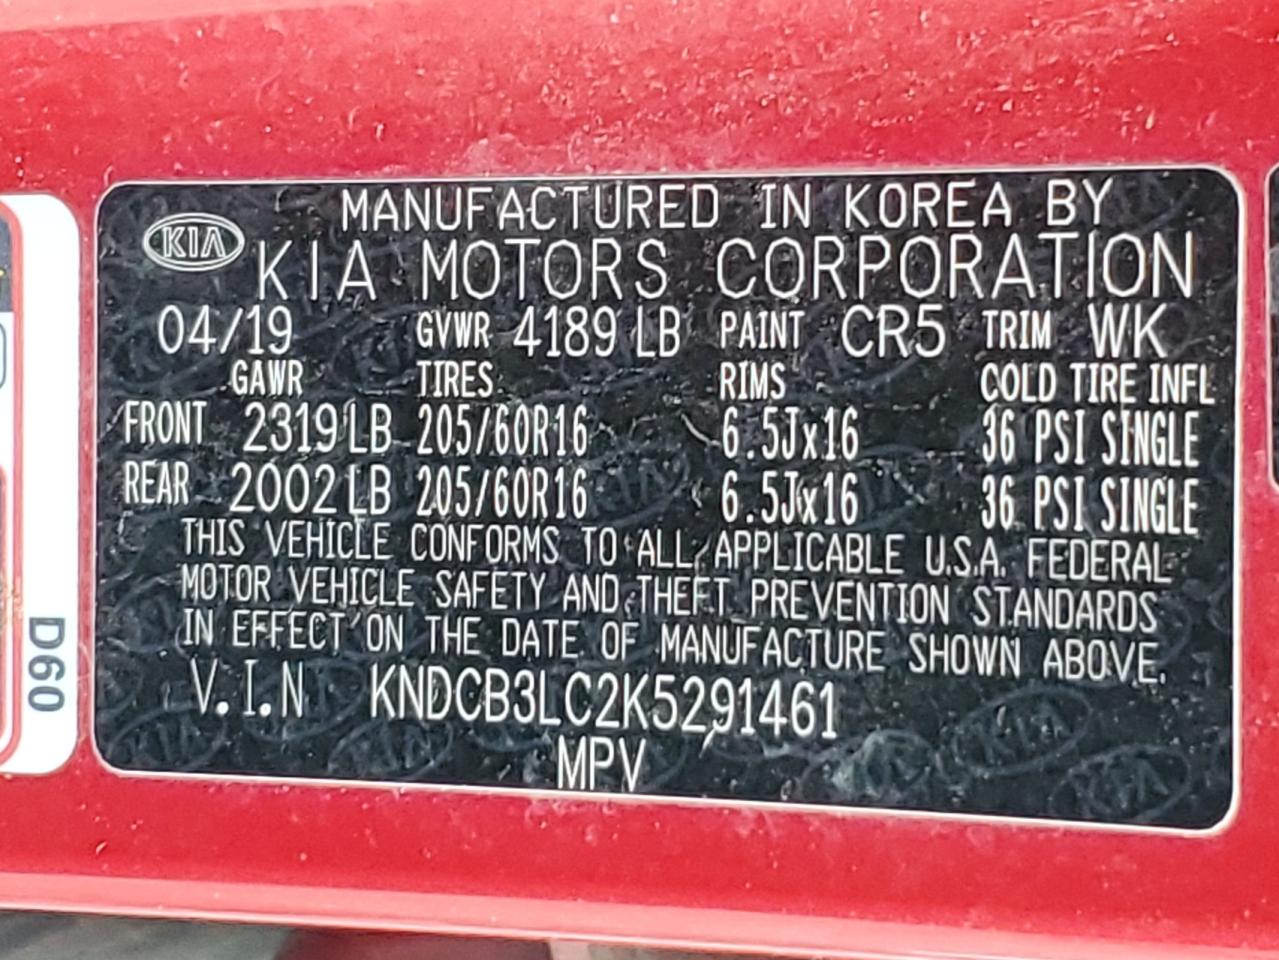 MANUFACTURED IN KOREA BY
KIA KIA MOTORS CORPORATION
04/19 GVWR 4189 LB PAINT CR5 TRIM WK
GAWR TIRES RIMS COLD TIRE INFL
FRONT 2319 LB 205/60R16 6.5Jx16 36 PSI SINGLE
REAR 2002 LB 205/60R16 6.5Jx16 36 PSI SINGLE
THIS VEHICLE CONFORMS TO ALL APPLICABLE U.S.A. FEDERAL
MOTOR VEHICLE SAFETY AND THEFT PREVENTION STANDARDS
IN EFFECT ON THE DATE OF MANUFACTURE SHOWN ABOVE.
V.I.N KNDCB3LC2K5291461
MPV
D60